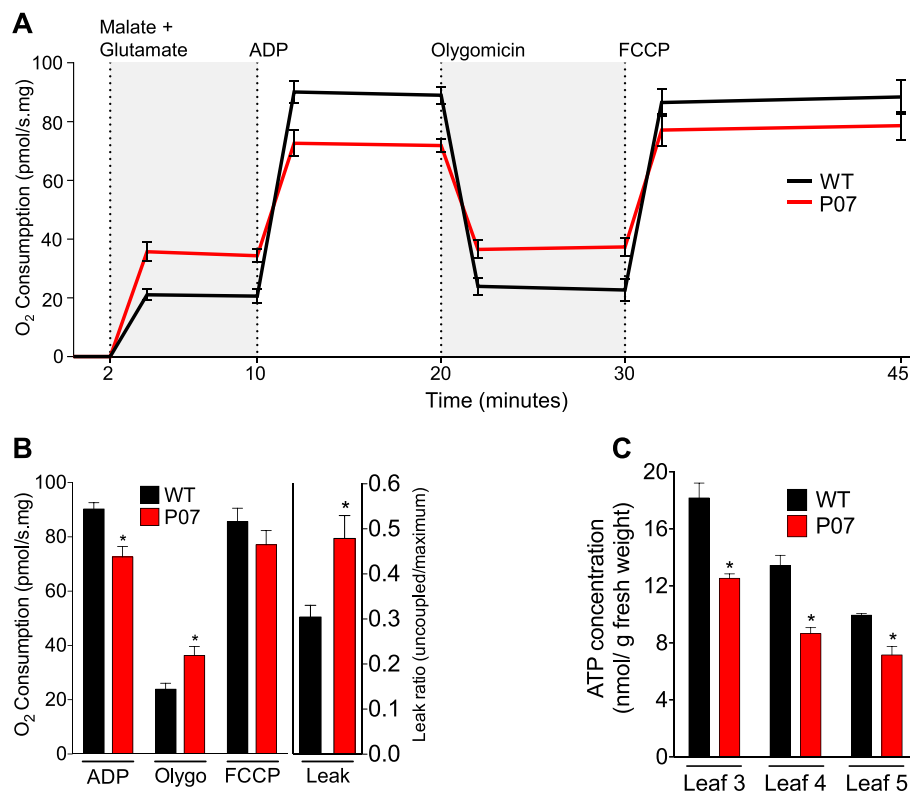 A
Malate +
Glutamate
ADP
Olygomicin
FCCP
100
80
60
40
20
0
O₂ Consumpption (pmol/s.mg)
WT
P07
2
10
20
30
45
Time (minutes)
B
100
80
60
40
20
0
O₂ Consumption (pmol/s.mg)
WT
P07
*
*
*
0.6
0.5
0.4
0.3
0.2
0.1
0.0
Leak ratio (uncoupled/maximum)
ADP
Olygo
FCCP
Leak
C
20
16
12
8
4
0
ATP concentration
(nmol/ g fresh weight)
WT
P07
*
*
*
Leaf 3
Leaf 4
Leaf 5